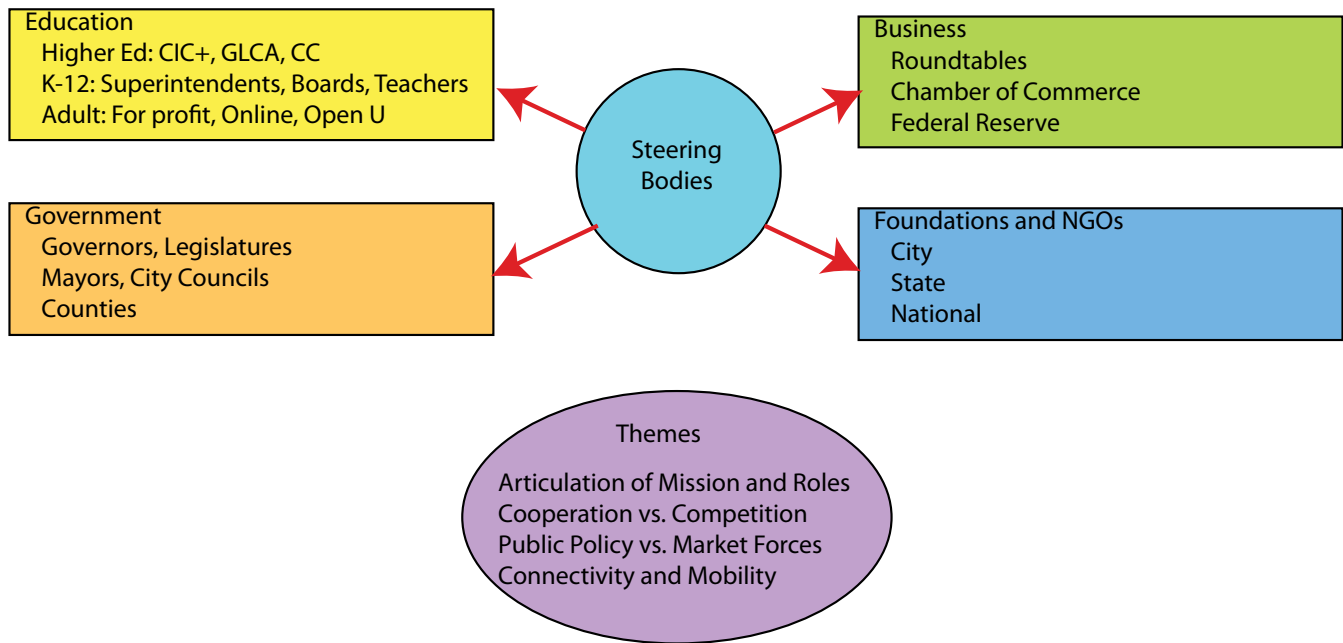 Education
Higher Ed: CIC+, GLCA, CC
K-12: Superintendents, Boards, Teachers
Adult: For profit, Online, Open U
Business
Roundtables
Chamber of Commerce
Federal Reserve
Steering
Bodies
Government
Governors, Legislatures
Mayors, City Councils
Counties
Foundations and NGOs
City
State
National
Themes
Articulation of Mission and Roles
Cooperation vs. Competition
Public Policy vs. Market Forces
Connectivity and Mobility